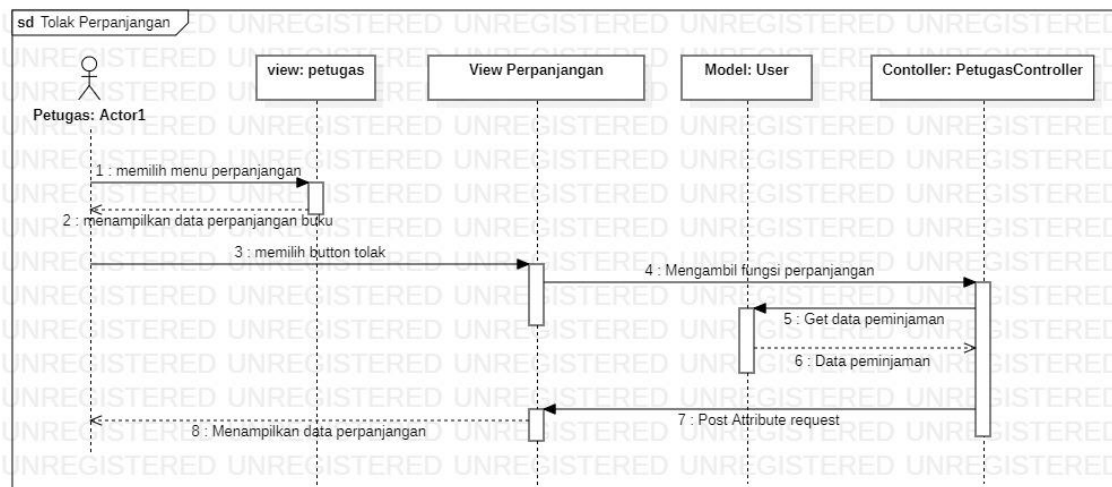 sd Tolak Perpanjangan
view: petugas
View Perpanjangan
Model: User
Contoller: PetugasController
Petugas: Actor1
1 : memilih menu perpanjangan
2 : menampilkan data perpanjangan buku
3 : memilih button tolak
4 : Mengambil fungsi perpanjangan
5 : Get data peminjaman
6 : Data peminjaman
7 : Post Attribute request
8 : Menampilkan data perpanjangan
UNREGISTERED